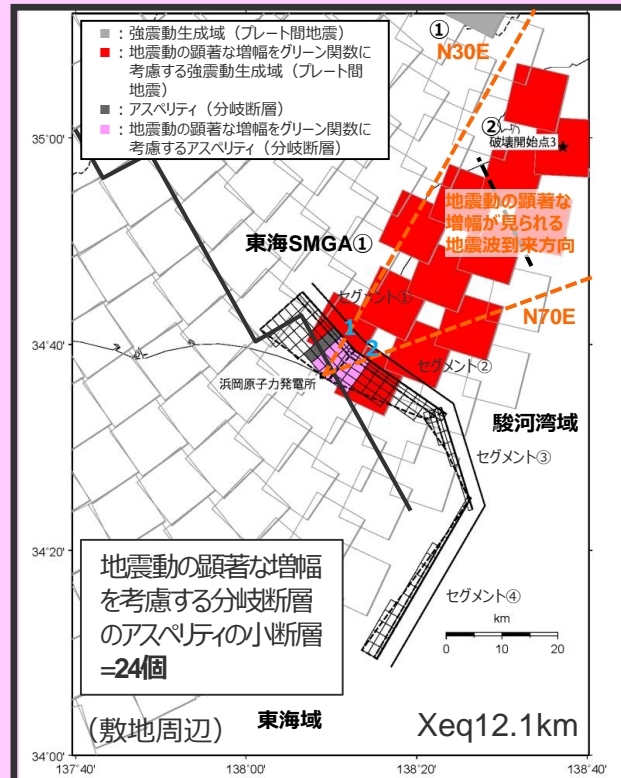 ■：強震動生成域（プレート間地震）
■：地震動の顕著な増幅をグリーン関数に
考慮する強震動生成域（プレート間
地震）
■：アスペリティ（分岐断層）
■：地震動の顕著な増幅をグリーン関数に
考慮するアスペリティ（分岐断層）
①
N30E
②
破壊開始点3
35°00'
地震動の顕著な
増幅が見られる
地震波到来方向
東海SMGA①
セグメント①
N70E
1
2
34°40'
セグメント②
浜岡原子力発電所
駿河湾域
セグメント③
34°20'
地震動の顕著な増幅
を考慮する分岐断層
のアスペリティの小断層
=24個
セグメント④
km
0 10 20
（敷地周辺）
東海域
Xeq12.1km
34°00'
137°40'
138°00'
138°20'
138°40'